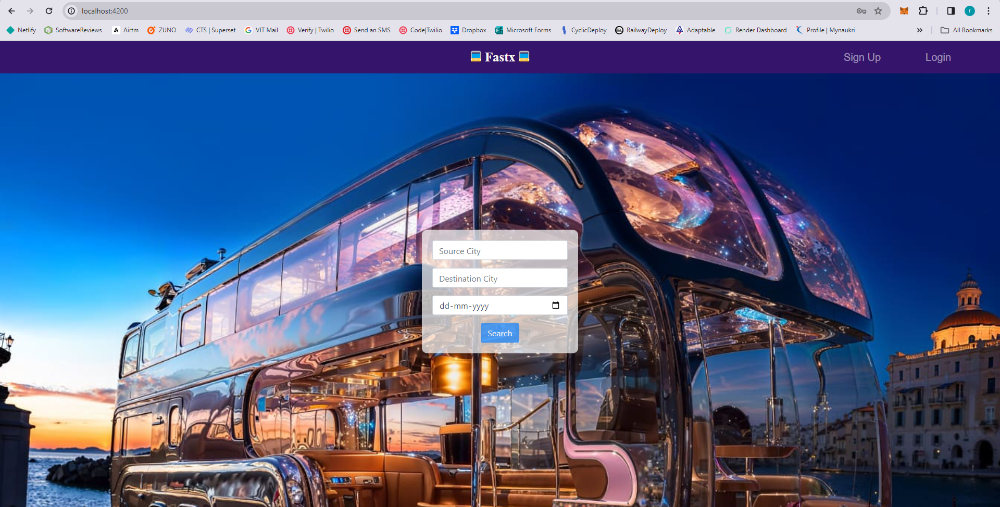 localhost:4200
Netlify SoftwareReviews Airtm ZUNO CTS | Superset VIT Mail Verify | Twilio Send an SMS Code|Twilio Dropbox Microsoft Forms CyclicDeploy RailwayDeploy Adaptable Render Dashboard Profile | Mynaukri » All Bookmarks
Fastx Sign Up Login
Source City
Destination City
dd-mm-yyyy
Search